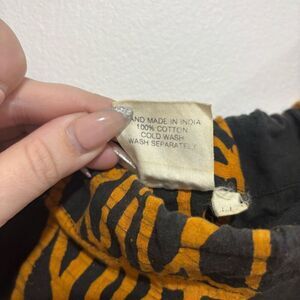 AND MADE IN INDIA
100% COTTON
COLD WASH
WASH SEPARATELY